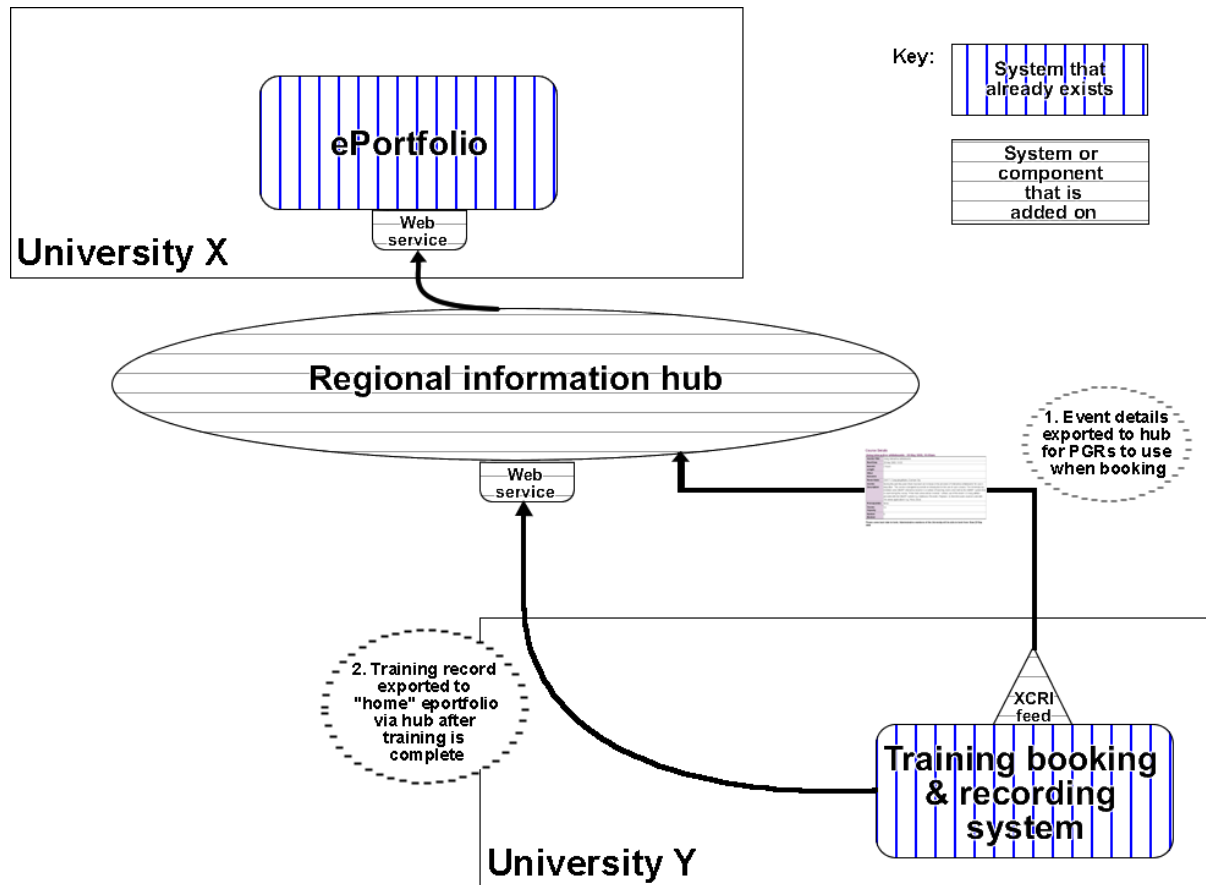 Key:
System that
already exists
System or
component
that is
added on
ePortfolio
Web
service
University X
Regional information hub
Web
service
1. Event details
exported to hub
for PGRs to use
when booking
2. Training record
exported to
"home" eportfolio
via hub after
training is
complete
XCRI
feed
Training booking
& recording
system
University Y